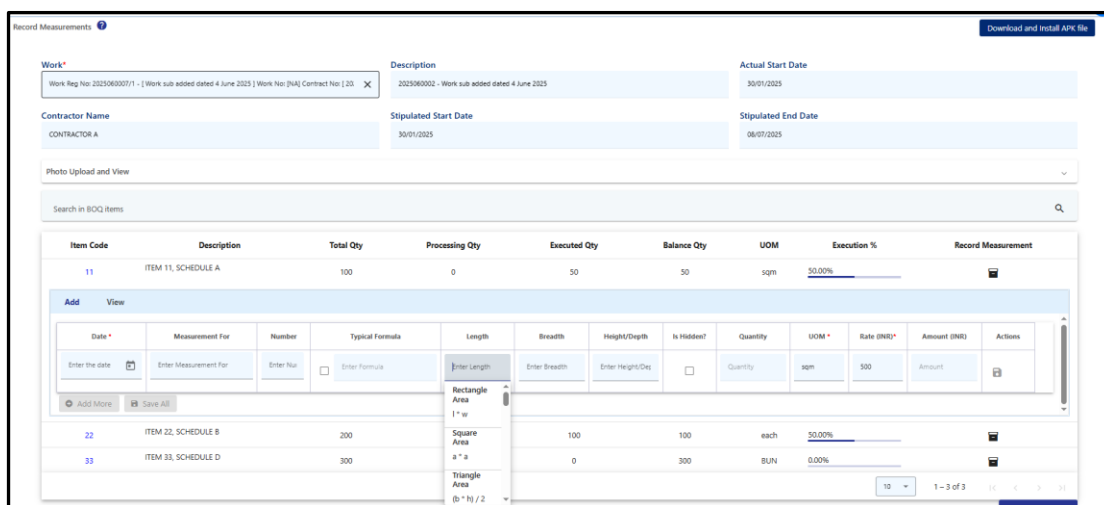 Record Measurements ?
Download and Install APK file
Work* Description Actual Start Date
Work Reg No: 2025060007/1 - [ Work sub added dated 4 June 2025 ] Work No: [NA] Contract No: [ 20. X 2025060002 - Work sub added dated 4 June 2025 30/01/2025
Contractor Name Stipulated Start Date Stipulated End Date
CONTRACTOR A 30/01/2025 08/07/2025
Photo Upload and View
Search in BOQ items
Item Code Description Total Qty Processing Qty Executed Qty Balance Qty UOM Execution % Record Measurement
11 ITEM 11, SCHEDULE A 100 0 50 50 sqm 50.00%
Add View
Date * Measurement For Number Typical Formula Length Breadth Height/Depth Is Hidden? Quantity UOM * Rate (INR)* Amount (INR) Actions
Enter the date Enter Measurement For Enter Nu Enter Formula Enter Length Enter Breadth Enter Height/Dep Quantity sqm 500 Amount
Add More Save All
Rectangle
Area
l * w
Square
Area
a * a
Triangle
Area
(b * h) / 2
22 ITEM 22, SCHEDULE B 200 100 100 each 50.00%
33 ITEM 33, SCHEDULE D 300 0 300 BUN 0.00%
10 1 – 3 of 3